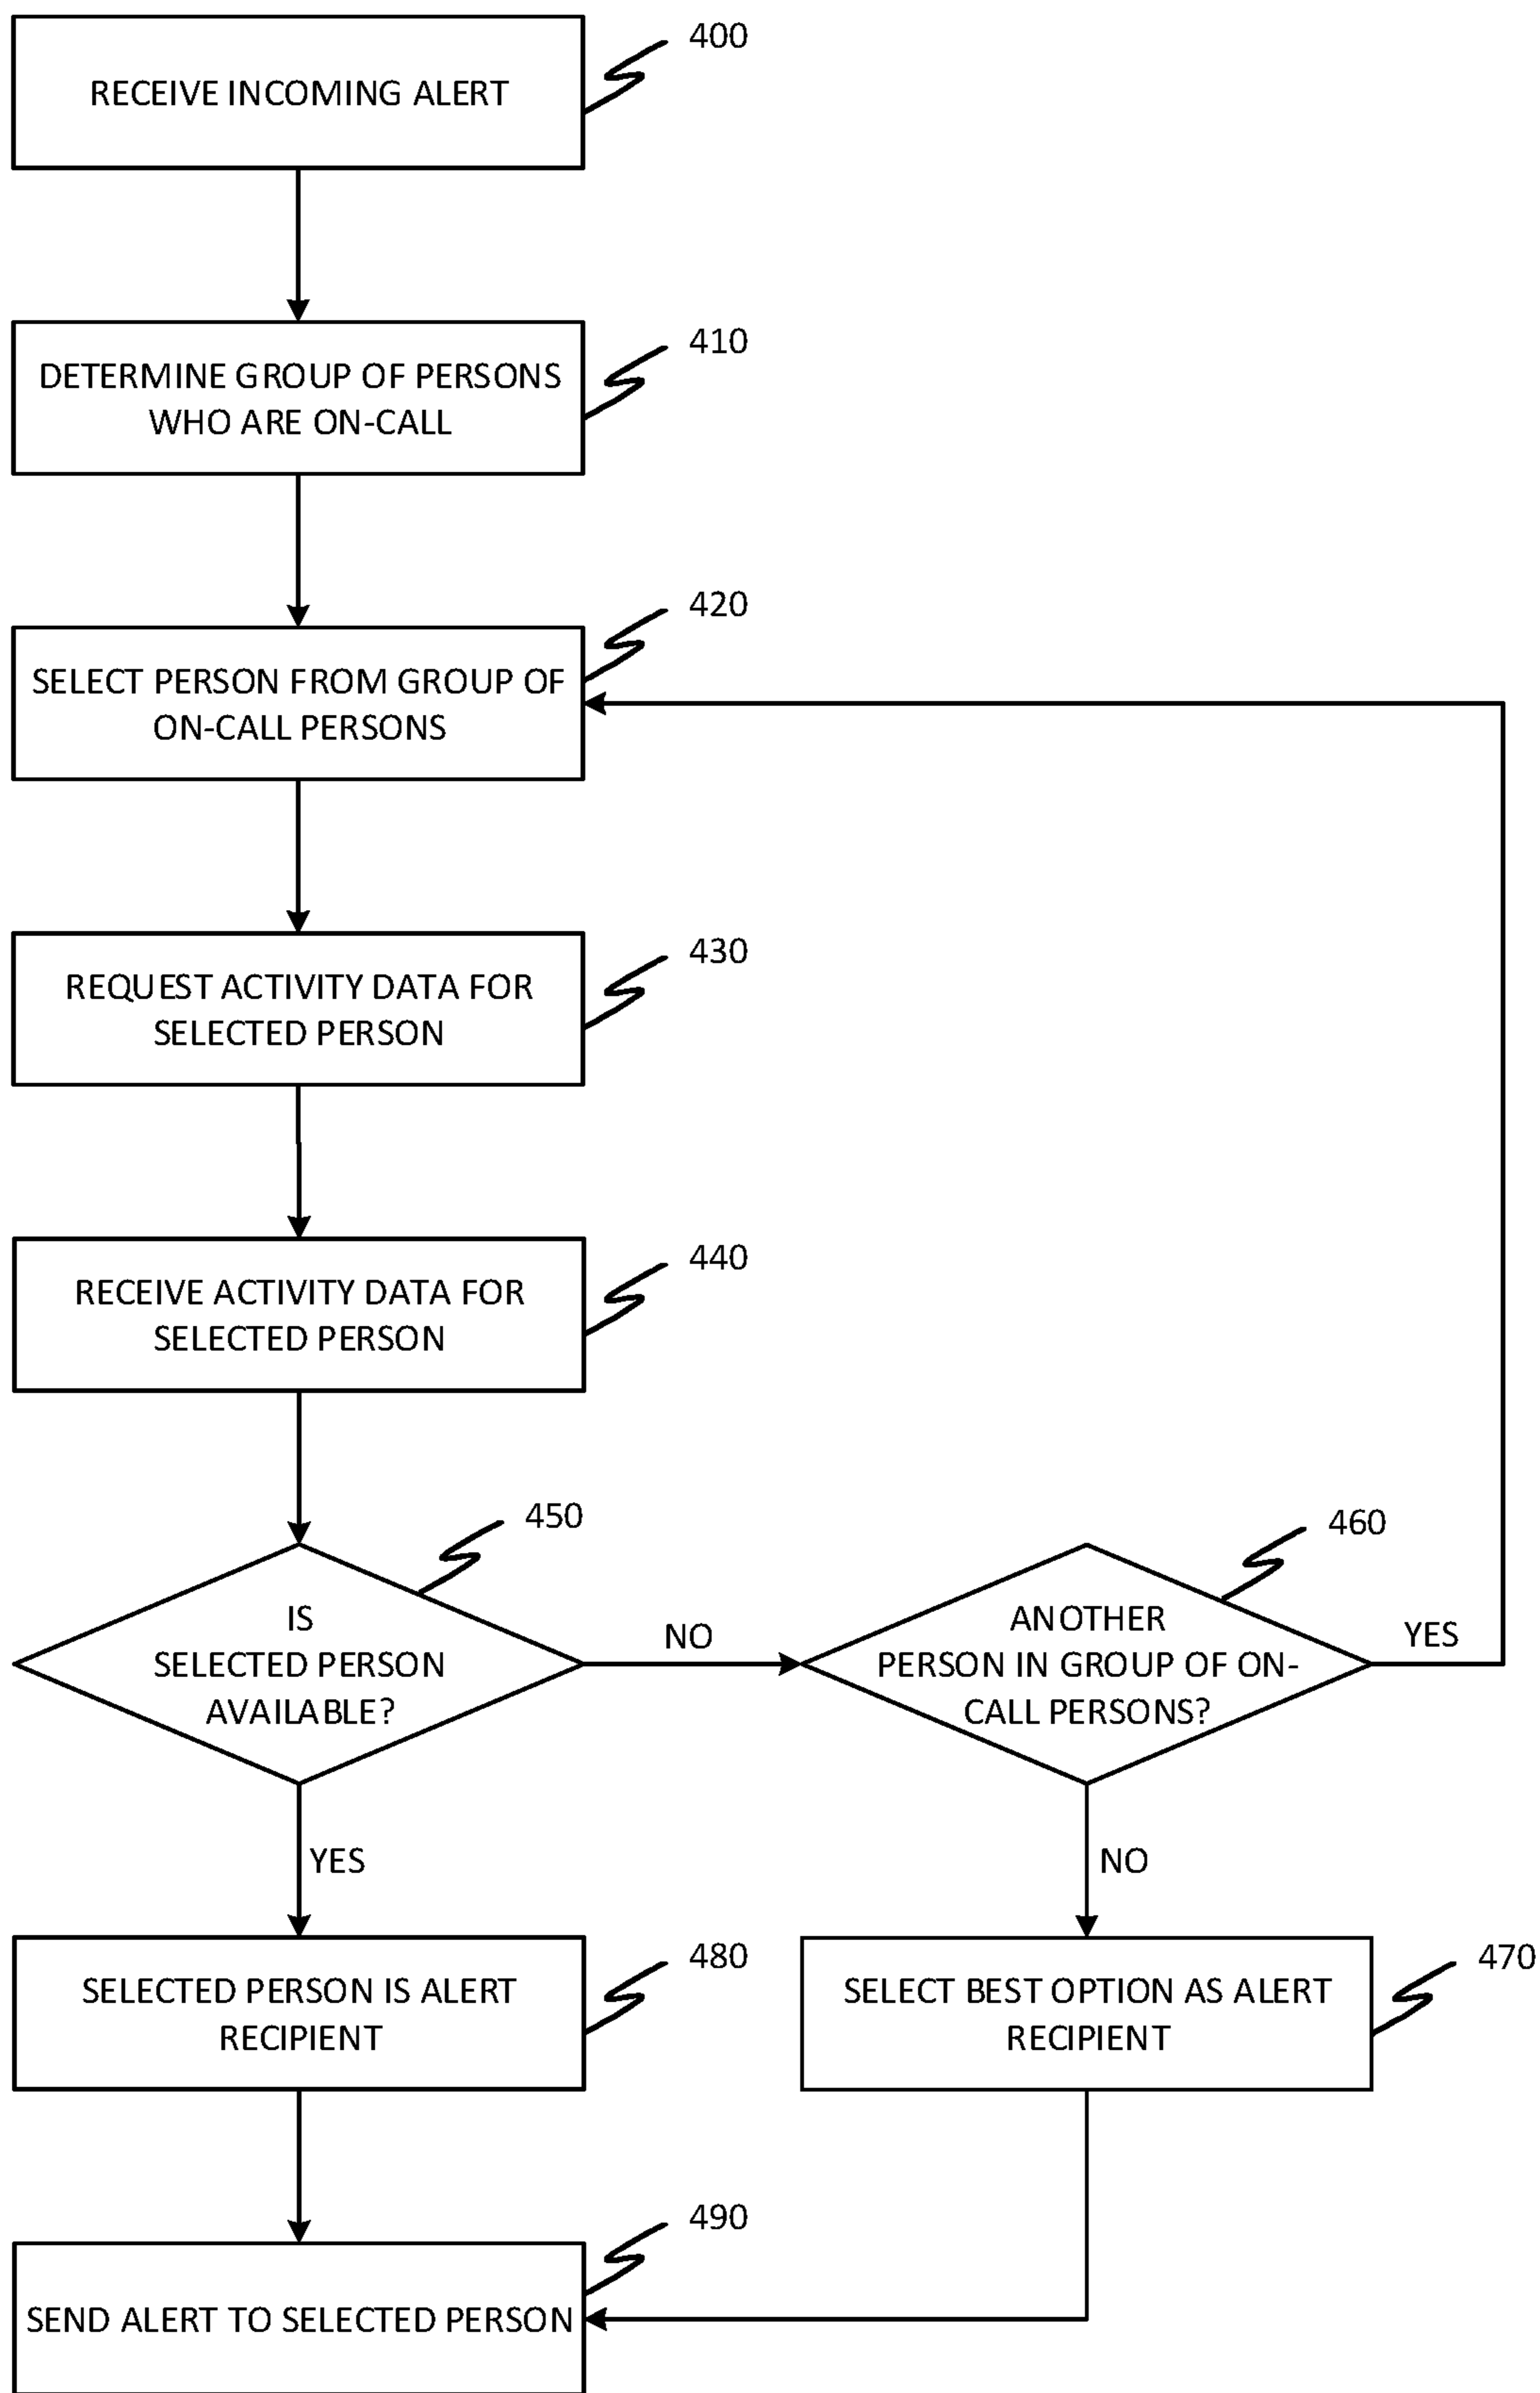 400
RECEIVE INCOMING ALERT
410
DETERMINE GROUP OF PERSONS
WHO ARE ON-CALL
420
SELECT PERSON FROM GROUP OF
ON-CALL PERSONS
430
REQUEST ACTIVITY DATA FOR
SELECTED PERSON
440
RECEIVE ACTIVITY DATA FOR
SELECTED PERSON
450
IS
SELECTED PERSON
AVAILABLE?
NO
460
ANOTHER
PERSON IN GROUP OF ON-
CALL PERSONS?
YES
YES
NO
480
SELECTED PERSON IS ALERT
RECIPIENT
470
SELECT BEST OPTION AS ALERT
RECIPIENT
490
SEND ALERT TO SELECTED PERSON